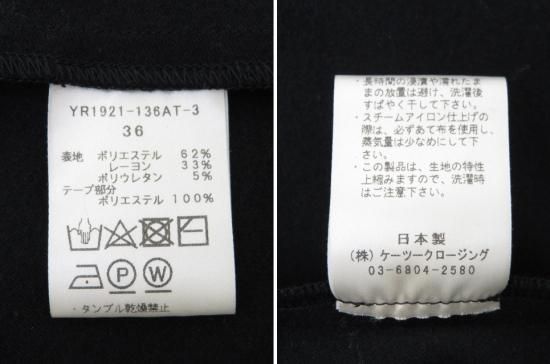 YR1921-136AT-3
36
表地 ポリエステル 62%
レーヨン 33%
ポリウレタン 5%
テープ部分
ポリエステル 100%
P W
・タンブル乾燥禁止
・長時間の浸漬や濡れたま
まの放置は避け、洗濯後
すばやく干して下さい。
・スチームアイロン仕上げの
際は、必ずあて布を使用し、
蒸気量は少なめにして下
さい。
・この製品は、生地の特性
上縮みますので、洗濯時
はご注意下さい。
日本製
(株) ケーツークロージング
03-6804-2580